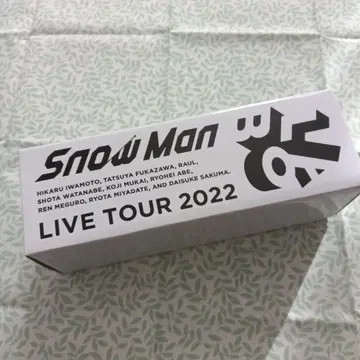 Snow Man
HIKARU IWAMOTO, TATSUYA FUKAZAWA, RAUL,
SHOTA WATANABE, KOJI MUKAI, RYOHEI ABE,
REN MEGURO, RYOTA MIYADATE, AND DAISUKE SAKUMA.
LIVE TOUR 2022